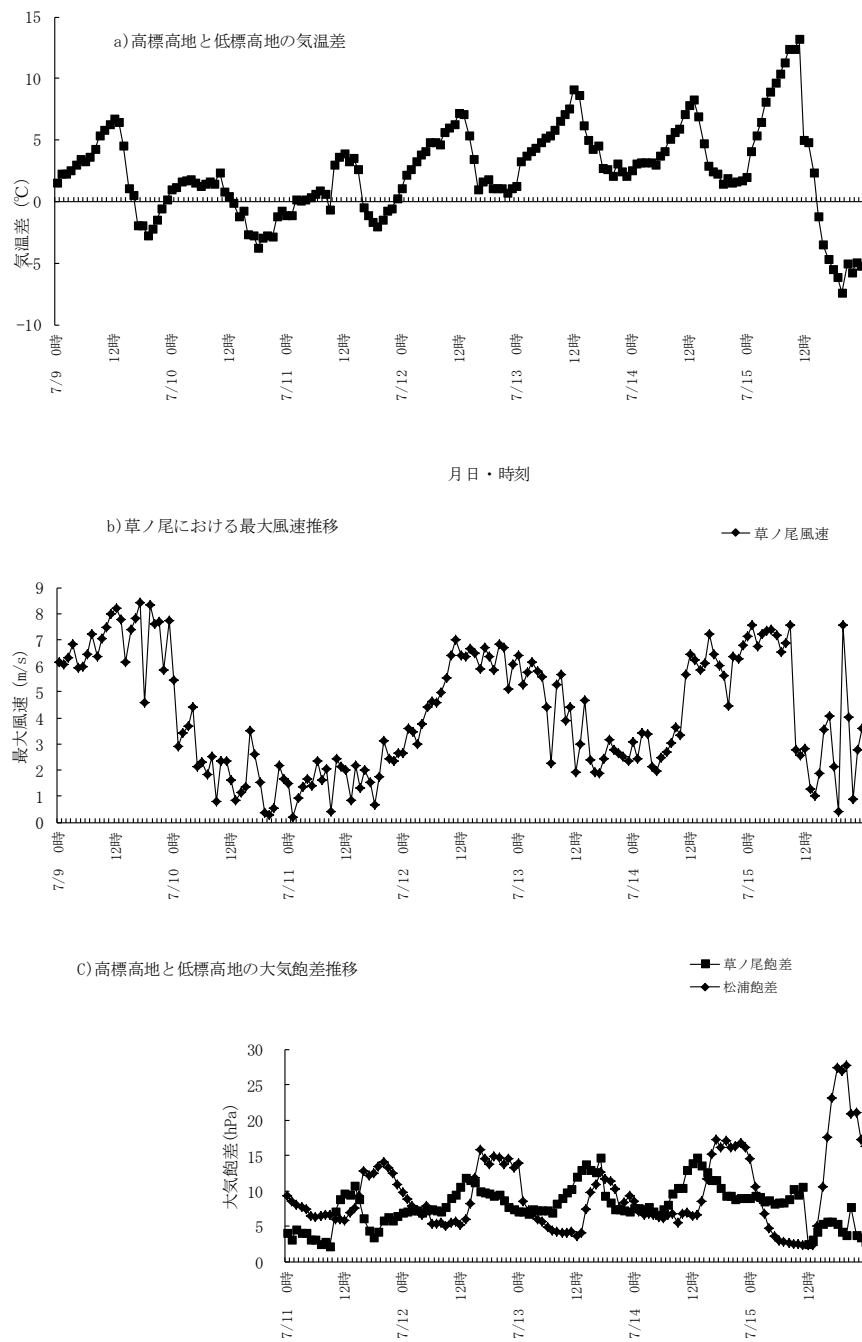 a)高標高地と低標高地の気温差
15
10
5
0
-5
-10
気温差 (℃)
0時 12時 0時 12時 0時 12時 0時 12時 0時 12時 0時 12時 0時 12時
7/9 7/10 7/11 7/12 7/13 7/14 7/15
月日・時刻
b)草ノ尾における最大風速推移
草ノ尾風速
9
8
7
6
5
4
3
2
1
0
最大風速 (m/s)
0時 12時 0時 12時 0時 12時 0時 12時 0時 12時 0時 12時 0時 12時
7/9 7/10 7/11 7/12 7/13 7/14 7/15
C)高標高地と低標高地の大気飽差推移
草ノ尾飽差
松浦飽差
30
25
20
15
10
5
0
大気飽差(hPa)
0時 12時 0時 12時 0時 12時 0時 12時 0時 12時
7/11 7/12 7/13 7/14 7/15